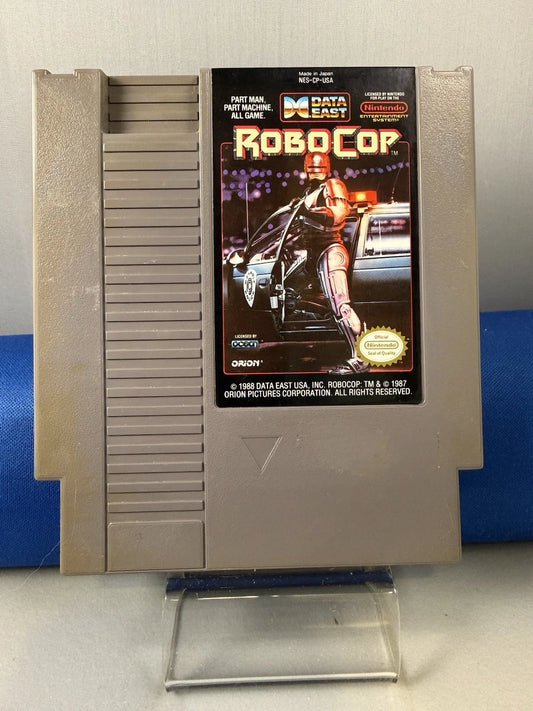 Made in Japan
NES-CP-USA
PART MAN,
PART MACHINE,
ALL GAME.
DATA
EAST
LICENSED BY NINTENDO
FOR PLAY ON THE
Nintendo
ENTERTAINMENT
SYSTEM®
ROBOCOP™
LICENSED BY
ocean
ORION®
Official
Nintendo
Seal of Quality
© 1988 DATA EAST USA, INC. ROBOCOP: TM & © 1987
ORION PICTURES CORPORATION. ALL RIGHTS RESERVED.